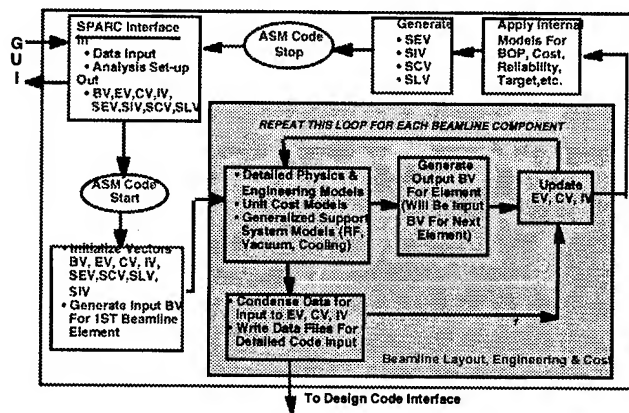 G
U
I
SPARC Interface
In
• Data Input
• Analysis Set-up
Out
• BV,EV,CV,IV,
SEV,SIV,SCV,SLV
ASM Code
Stop
Generate
• SEV
• SIV
• SCV
• SLV
Apply Internal
Models For
BOP, Cost,
Reliability,
Target,etc.
ASM Code
Start
• Initialize Vectors
BV, EV, CV, IV,
SEV,SCV,SLV,
SIV
• Generate Input BV
For 1ST Beamline
Element
REPEAT THIS LOOP FOR EACH BEAMLINE COMPONENT
• Detailed Physics &
Engineering Models
• Unit Cost Models
• Generalized Support
System Models (RF,
Vacuum, Cooling)
Generate
Output BV
For Element
(Will Be Input
BV For Next
Element)
Update
EV, CV, IV
• Condense Data for
Input to EV, CV, IV
• Write Data Files For
Detailed Code Input
Beamline Layout, Engineering & Cost
To Design Code Interface